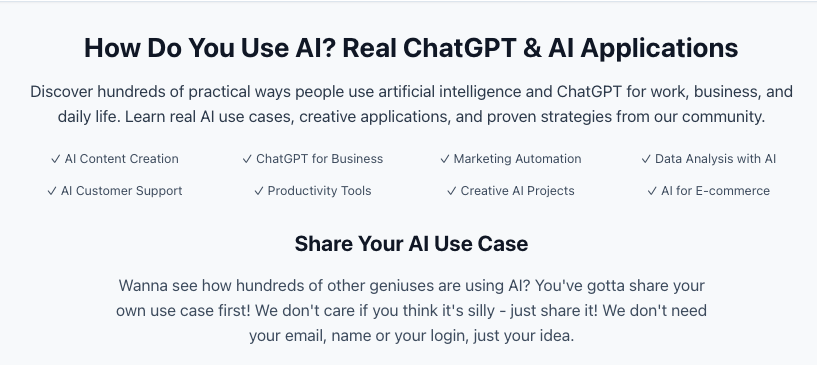 How Do You Use AI? Real ChatGPT & AI Applications
Discover hundreds of practical ways people use artificial intelligence and ChatGPT for work, business, and
daily life. Learn real AI use cases, creative applications, and proven strategies from our community.
✓ AI Content Creation ✓ ChatGPT for Business ✓ Marketing Automation ✓ Data Analysis with AI
✓ AI Customer Support ✓ Productivity Tools ✓ Creative AI Projects ✓ AI for E-commerce
Share Your AI Use Case
Wanna see how hundreds of other geniuses are using AI? You've gotta share your
own use case first! We don't care if you think it's silly - just share it! We don't need
your email, name or your login, just your idea.